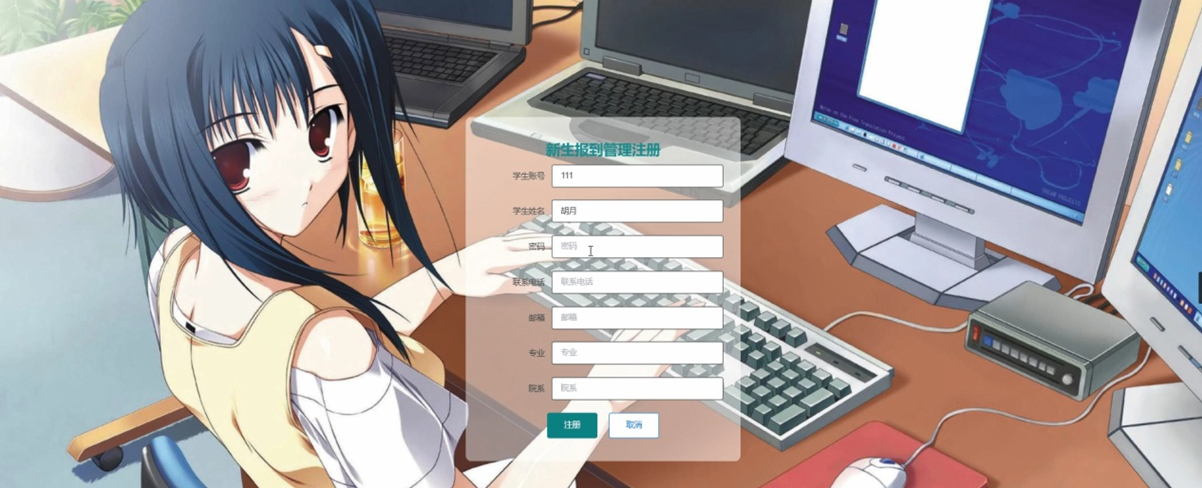 新生报到管理注册
学生账号 111
学生姓名 胡月
密码 密码
联系电话 联系电话
邮箱 邮箱
专业 专业
院系 院系
注册 取消